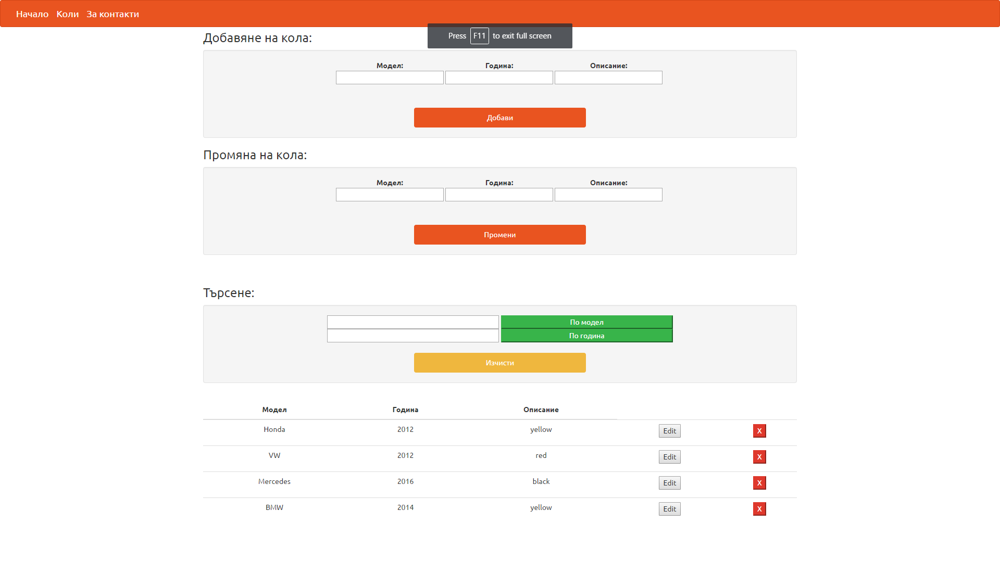 Начало Коли За контакти
Press F11 to exit full screen
Добавяне на кола:
Модел: Година: Описание:
Добави
Промяна на кола:
Модел: Година: Описание:
Промени
Търсене:
По модел
По година
Изчисти
Модел Година Описание
Honda 2012 yellow Edit X
VW 2012 red Edit X
Mercedes 2016 black Edit X
BMW 2014 yellow Edit X